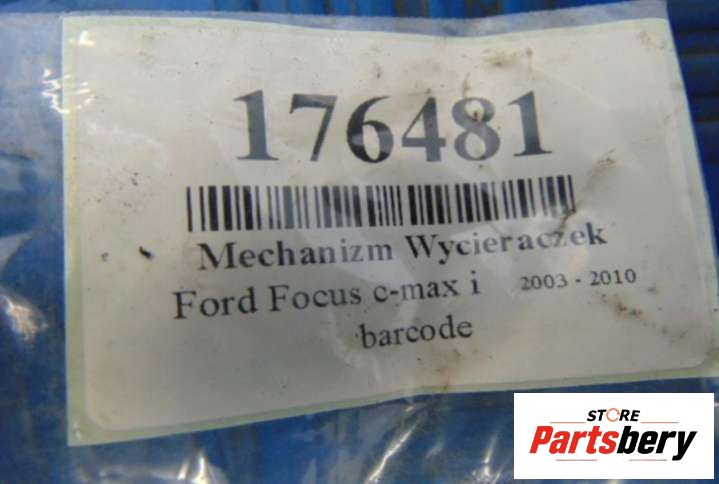 176481
Mechanizm Wycieraczek
Ford Focus c-max i 2003 - 2010
barcode
STORE
Partsbery